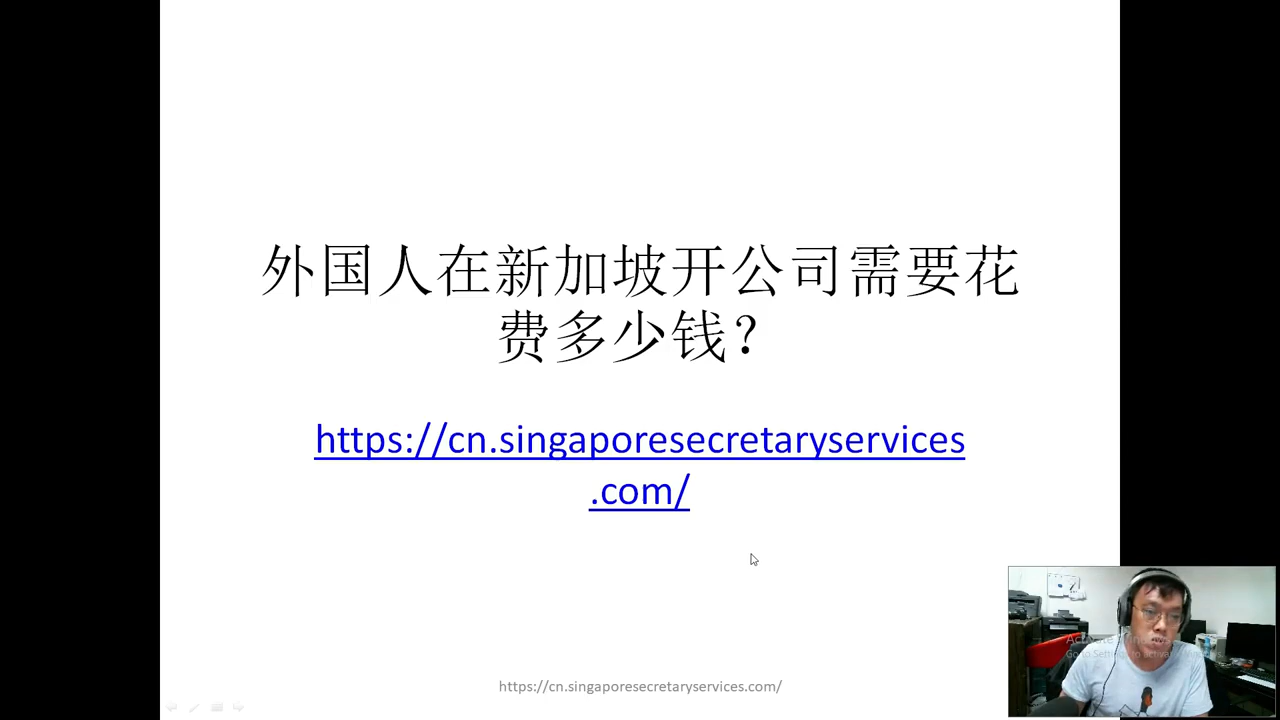 外国人在新加坡开公司需要花
费多少钱？
https://cn.singaporesecretaryservices
.com/
https://cn.singaporesecretaryservices.com/